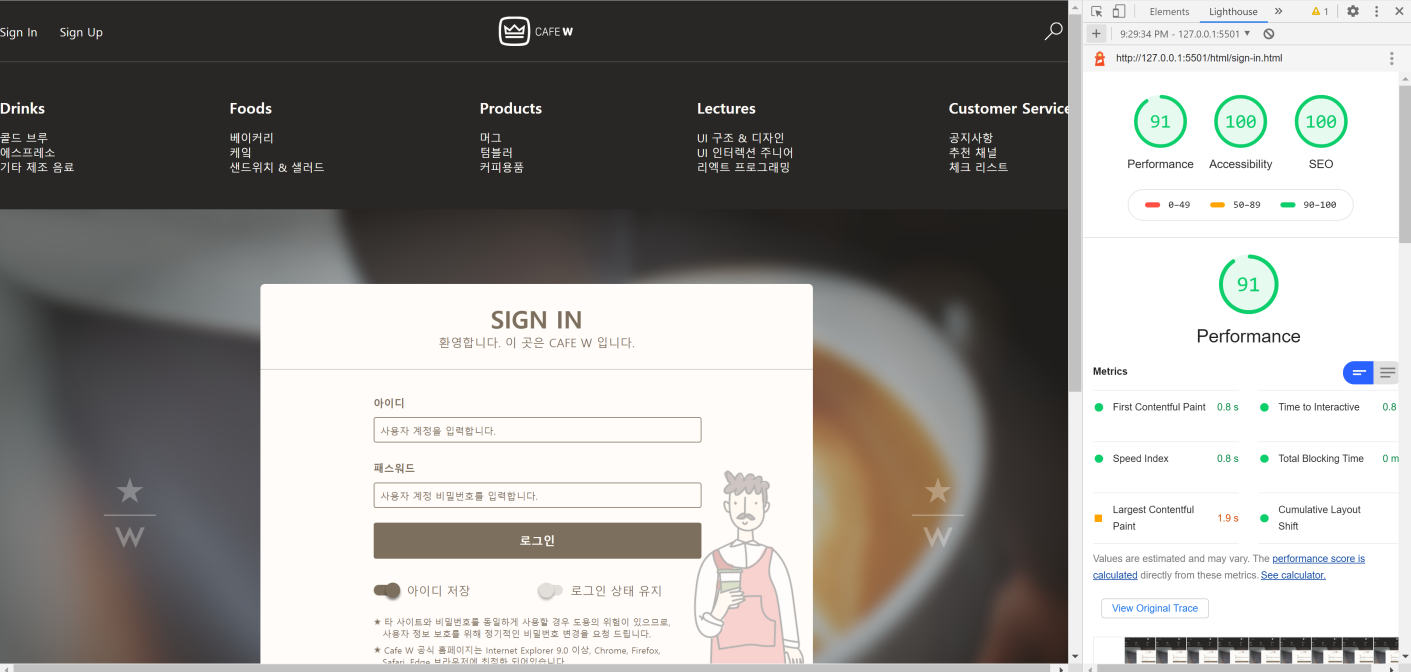 Sign In
Sign Up
CAFE W
Drinks
콜드 브루
에스프레소
기타 제조 음료
Foods
베이커리
케잌
샌드위치 & 샐러드
Products
머그
텀블러
커피용품
Lectures
UI 구조 & 디자인
UI 인터렉션 주니어
리엑트 프로그래밍
Customer Service
공지사항
추천 채널
체크 리스트
SIGN IN
환영합니다. 이 곳은 CAFE W 입니다.
아이디
사용자 계정을 입력합니다.
패스워드
사용자 계정 비밀번호를 입력합니다.
로그인
아이디 저장
로그인 상태 유지
★ 타 사이트와 비밀번호를 동일하게 사용할 경우 도용의 위험이 있으므로,
사용자 정보 보호를 위해 정기적인 비밀번호 변경을 요청 드립니다.
★ Cafe W 공식 홈페이지는 Internet Explorer 9.0 이상, Chrome, Firefox,
Safari, Edge 브라우저에 최적화 되어있습니다.
★
W
★
W
Elements
Lighthouse
»
1
9:29:34 PM - 127.0.0.1:5501
http://127.0.0.1:5501/html/sign-in.html
91
100
100
Performance
Accessibility
SEO
0–49
50–89
90–100
91
Performance
Metrics
First Contentful Paint 0.8 s
Time to Interactive 0.8
Speed Index 0.8 s
Total Blocking Time 0 m
Largest Contentful
Paint
1.9 s
Cumulative Layout
Shift
Values are estimated and may vary. The performance score is
calculated directly from these metrics. See calculator.
View Original Trace